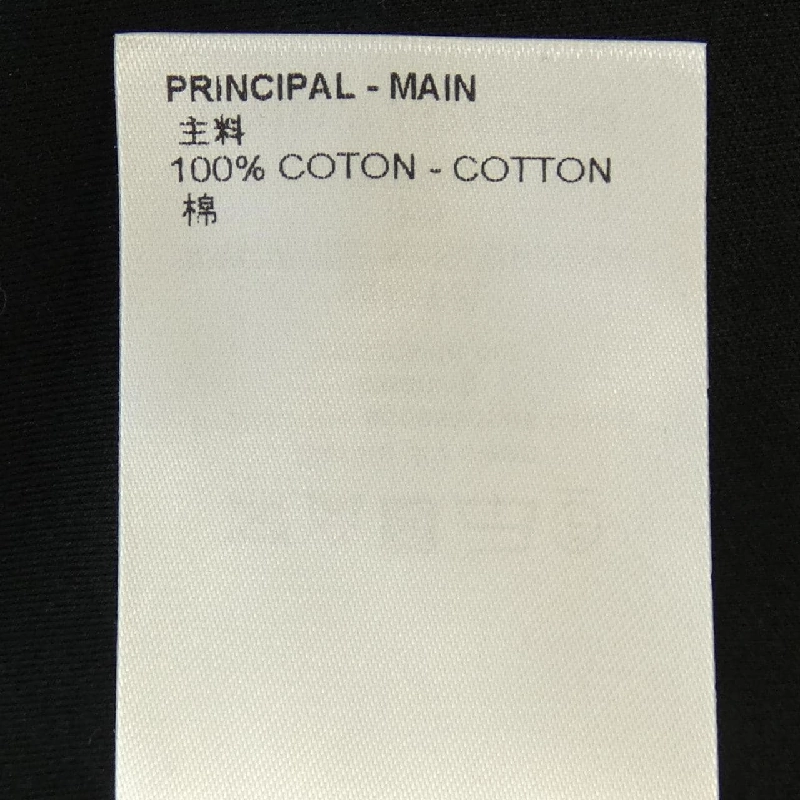 PRINCIPAL - MAIN
主料
100% COTON - COTTON
棉